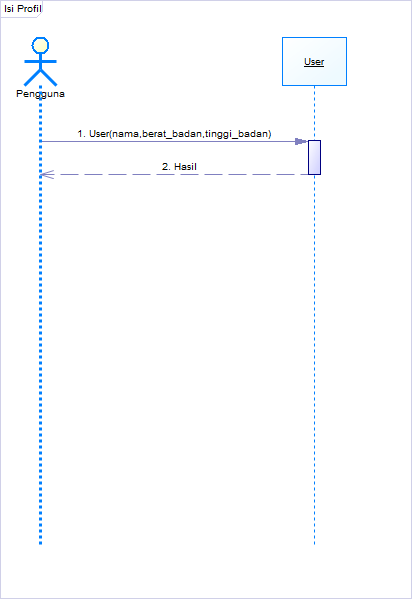 Isi Profil
User
Pengguna
1. User(nama,berat_badan,tinggi_badan)
2. Hasil